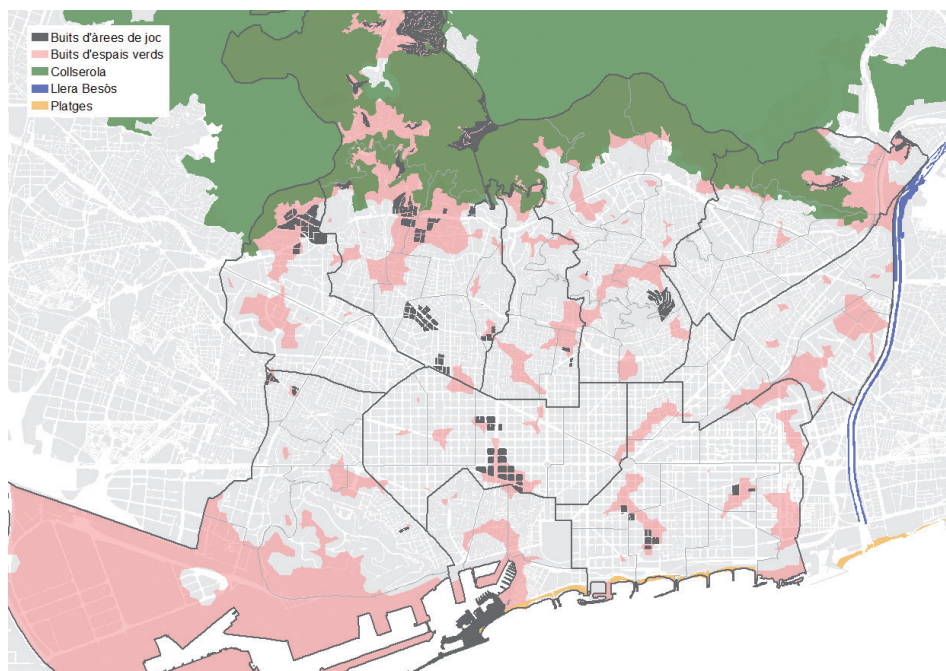 Buits d'àrees de joc
Buits d'espais verds
Collserola
Llera Besòs
Platges